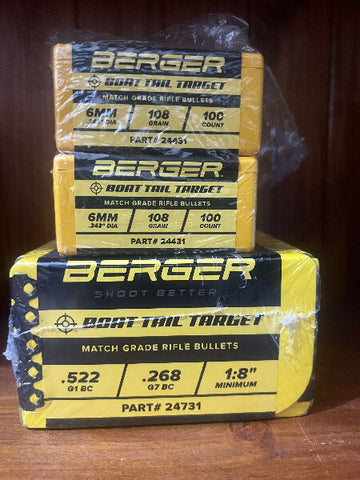 BERGER
BOAT TAIL TARGET
MATCH GRADE RIFLE BULLETS
6MM 108 100
.243" DIA GRAIN COUNT
PART# 24431
BERGER
BOAT TAIL TARGET
MATCH GRADE RIFLE BULLETS
6MM 108 100
.243" DIA GRAIN COUNT
PART# 24431
BERGER
SHOOT BETTER
BOAT TAIL TARGET
MATCH GRADE RIFLE BULLETS
.522 .268 1:8"
G1 BC G7 BC MINIMUM
PART# 24731